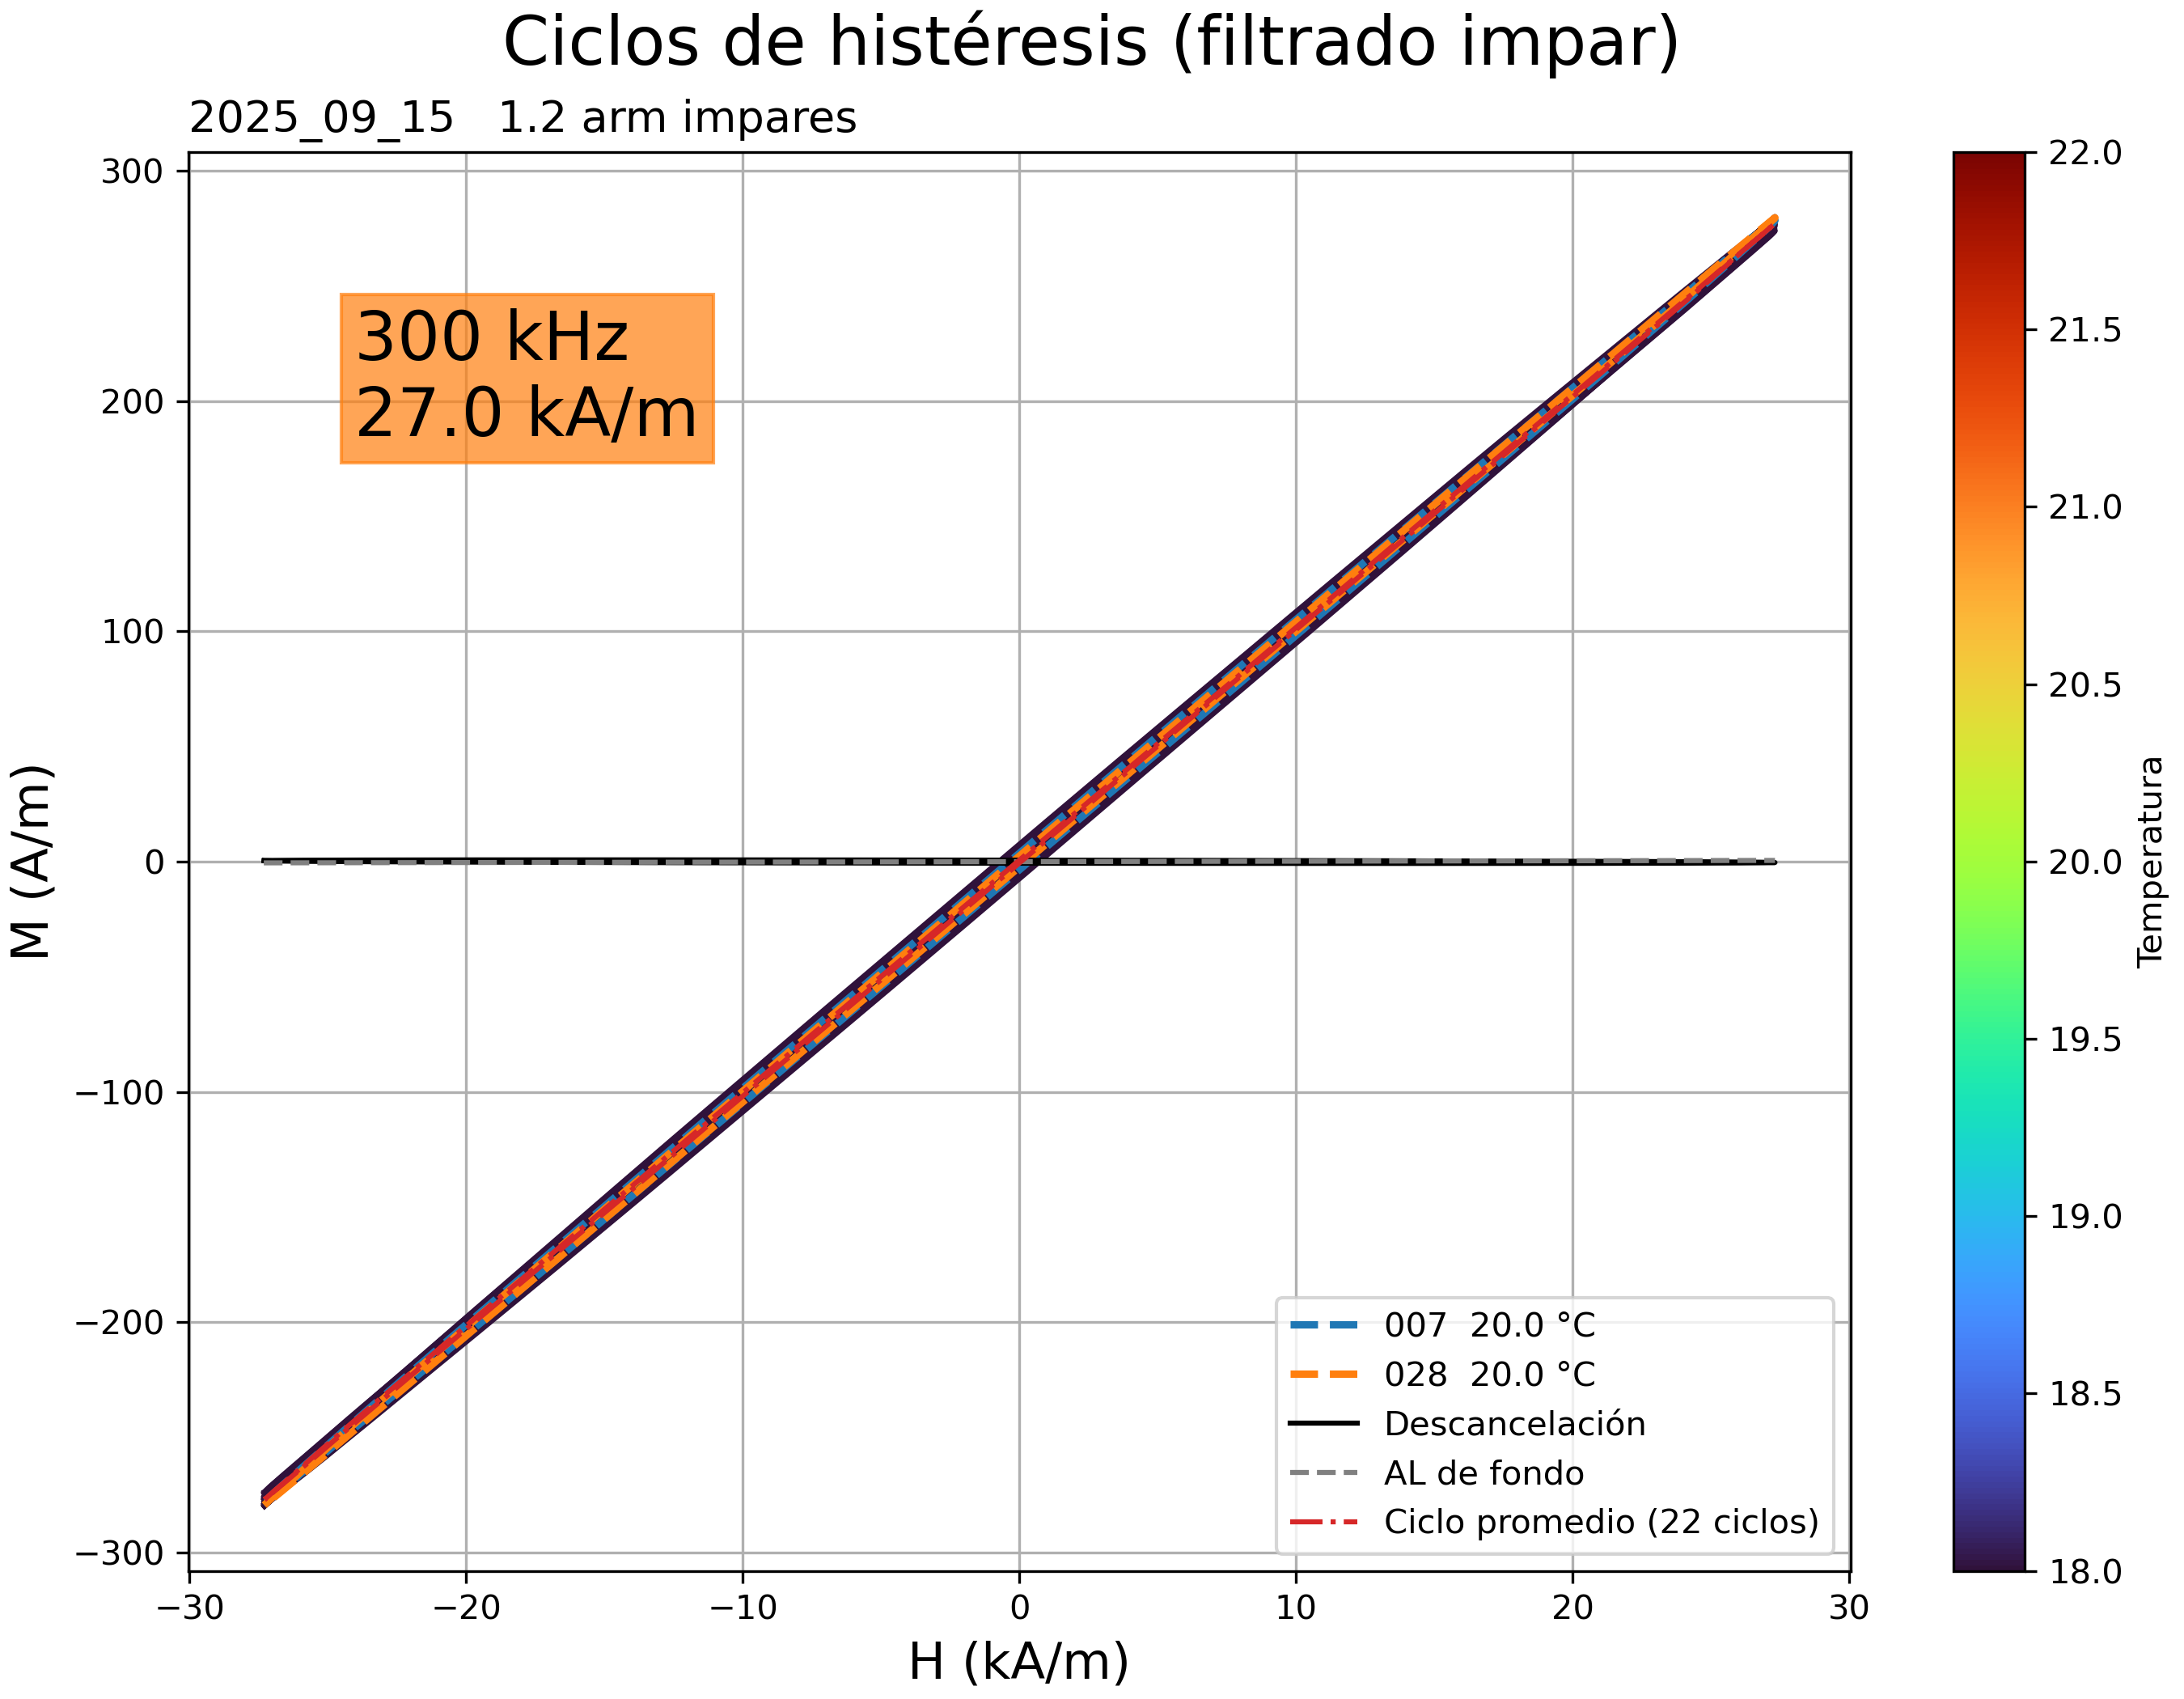 Ciclos de histéresis (filtrado impar)
2025_09_15   1.2 arm impares
300 kHz
27.0 kA/m
M (A/m)
300
200
100
0
−100
−200
−300
−30
−20
−10
0
10
20
30
H (kA/m)
007  20.0 °C
028  20.0 °C
Descancelación
AL de fondo
Ciclo promedio (22 ciclos)
22.0
21.5
21.0
20.5
20.0
19.5
19.0
18.5
18.0
Temperatura